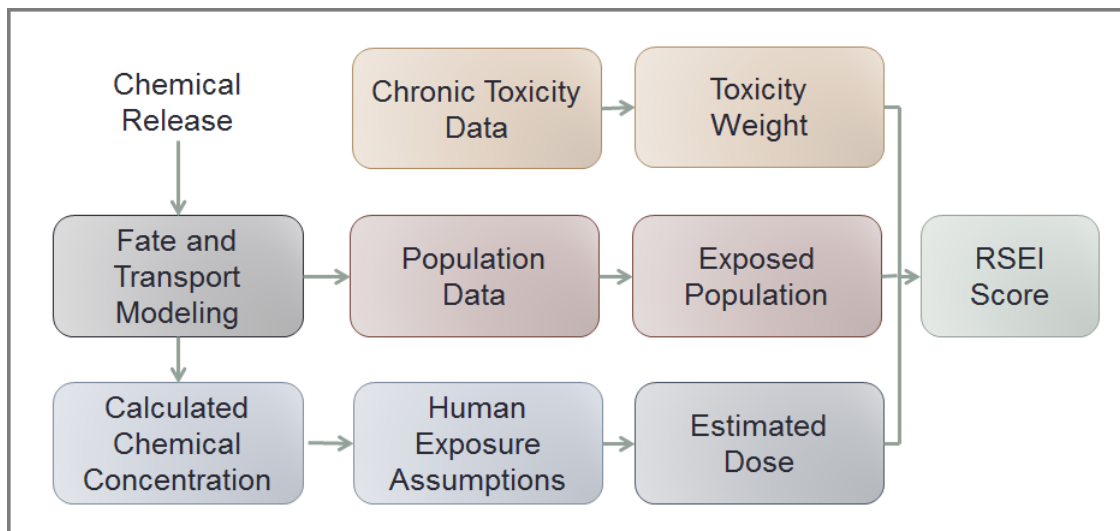 Chemical
Release
Chronic Toxicity
Data
Toxicity
Weight
Fate and
Transport
Modeling
Population
Data
Exposed
Population
RSEI
Score
Calculated
Chemical
Concentration
Human
Exposure
Assumptions
Estimated
Dose